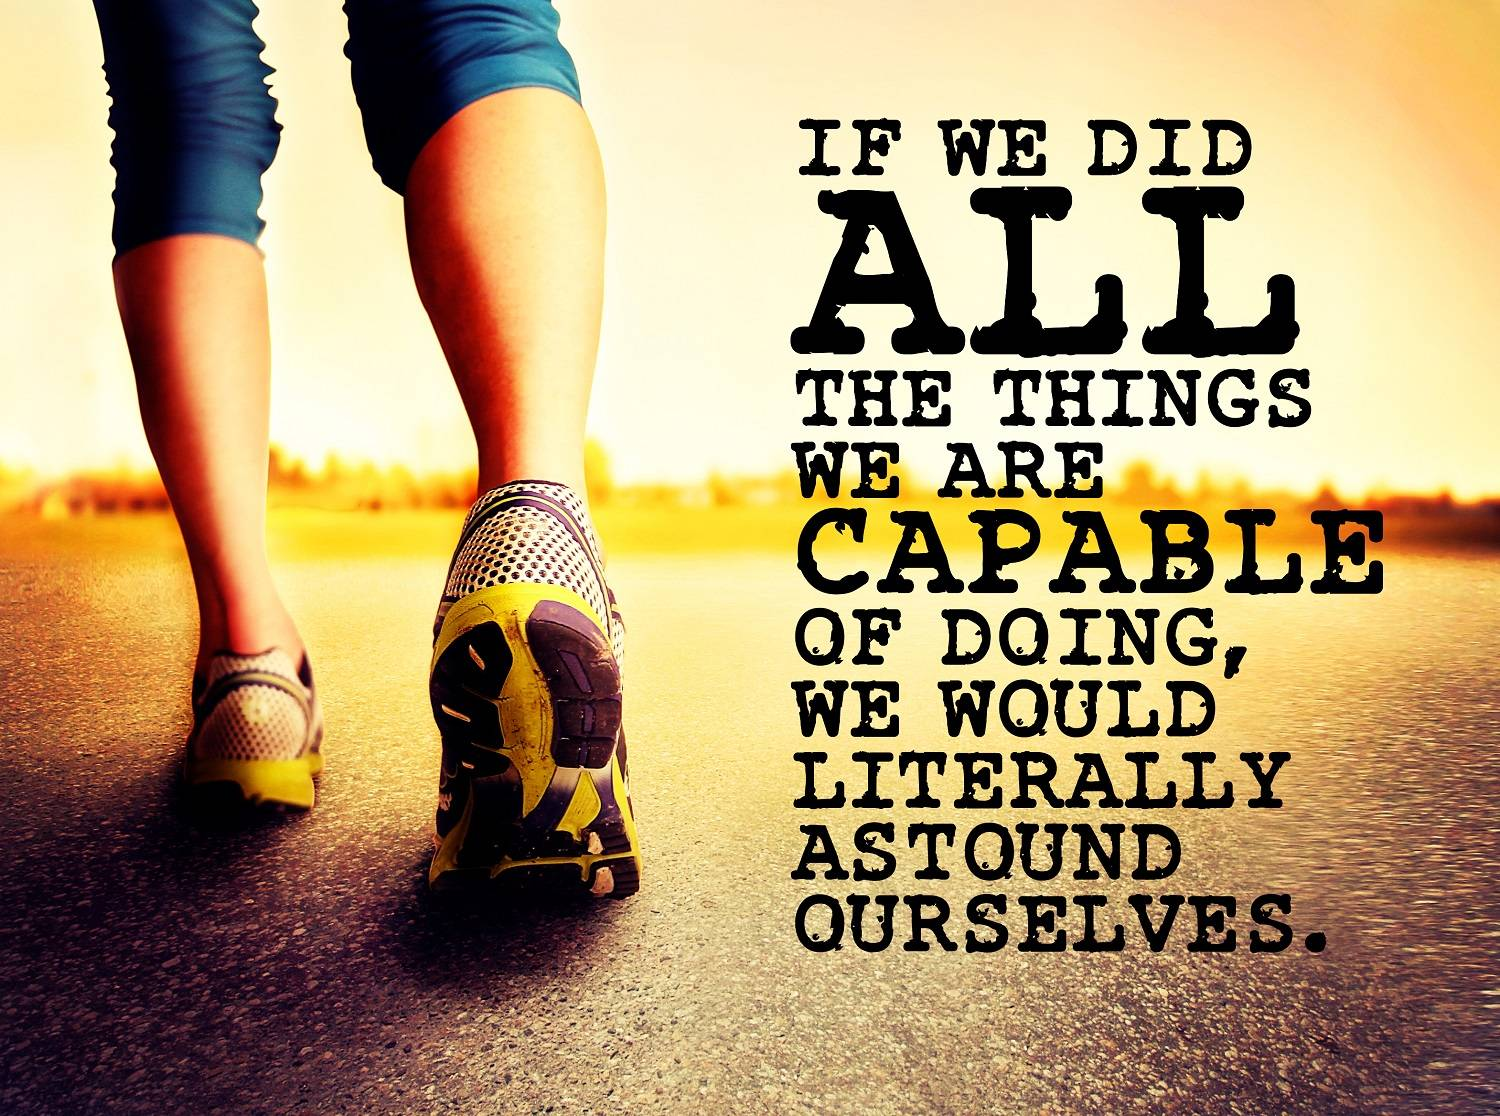 IF WE DID
ALL
THE THINGS
WE ARE
CAPABLE
OF DOING,
WE WOULD
LITERALLY
ASTOUND
OURSELVES.